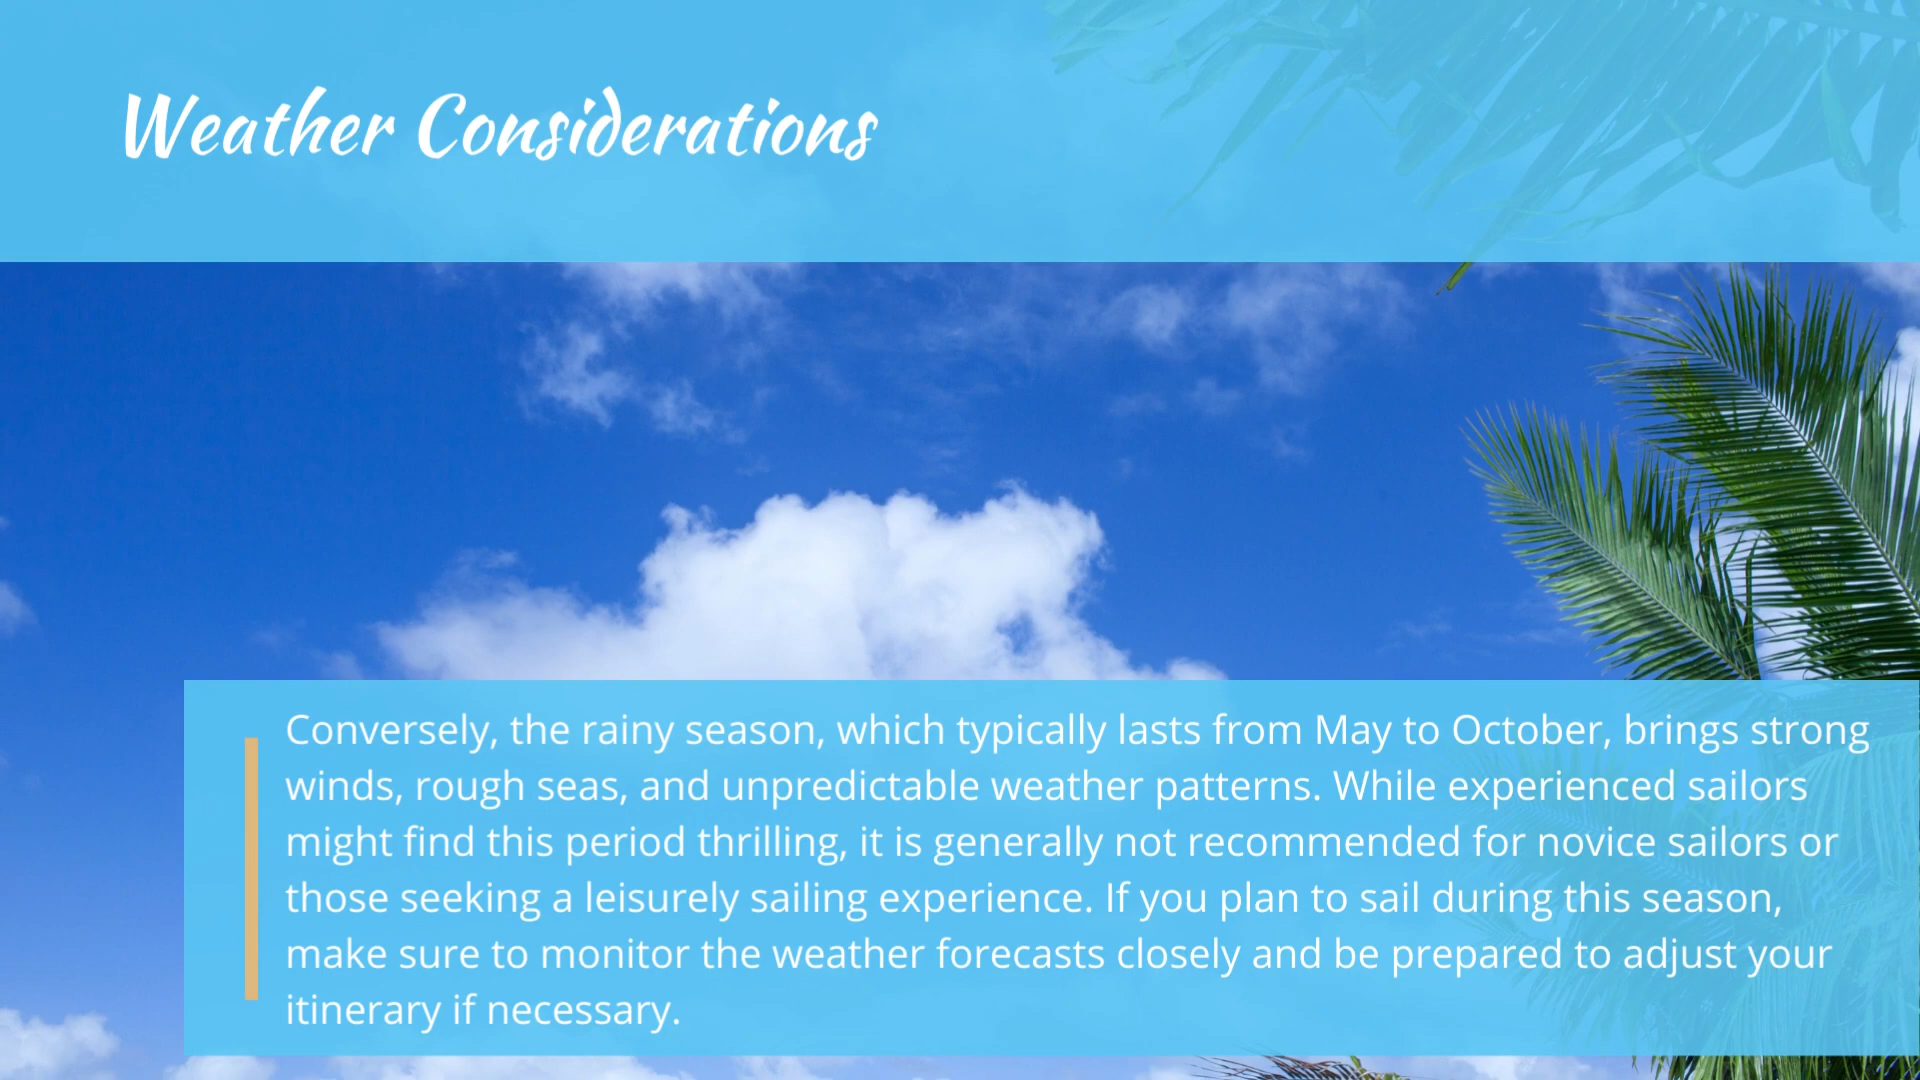 Weather Considerations
Conversely, the rainy season, which typically lasts from May to October, brings strong
winds, rough seas, and unpredictable weather patterns. While experienced sailors
might find this period thrilling, it is generally not recommended for novice sailors or
those seeking a leisurely sailing experience. If you plan to sail during this season,
make sure to monitor the weather forecasts closely and be prepared to adjust your
itinerary if necessary.